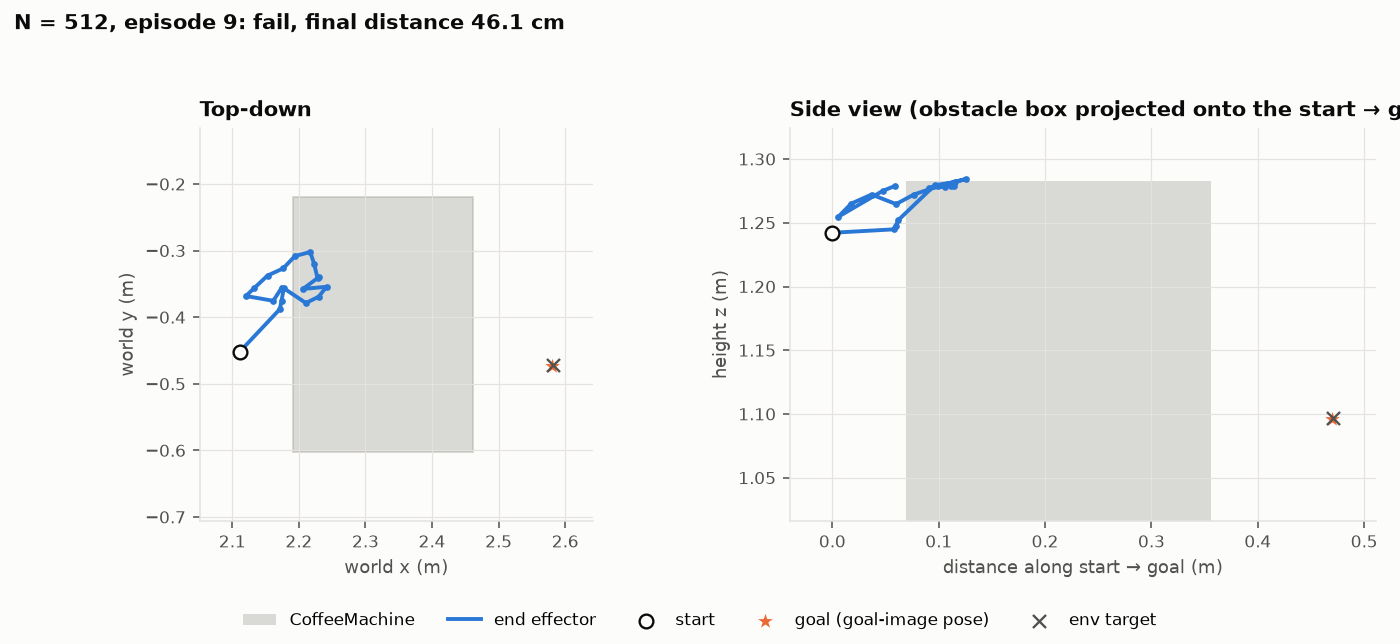 N = 512, episode 9: fail, final distance 46.1 cm
Top-down
−0.2
−0.3
−0.4
−0.5
−0.6
−0.7
world y (m)
2.1 2.2 2.3 2.4 2.5 2.6
world x (m)
Side view (obstacle box projected onto the start → g
1.30
1.25
1.20
1.15
1.10
1.05
height z (m)
0.0 0.1 0.2 0.3 0.4 0.5
distance along start → goal (m)
CoffeeMachine end effector start goal (goal-image pose) env target